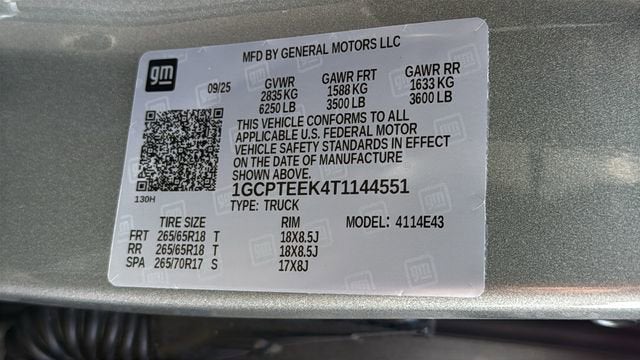 MFD BY GENERAL MOTORS LLC
gm
09/25
GVWR GAWR FRT GAWR RR
2835 KG 1588 KG 1633 KG
6250 LB 3500 LB 3600 LB
THIS VEHICLE CONFORMS TO ALL
APPLICABLE U.S. FEDERAL MOTOR
VEHICLE SAFETY STANDARDS IN EFFECT
ON THE DATE OF MANUFACTURE
SHOWN ABOVE.
130H
1GCPTEEK4T1144551
TYPE: TRUCK
TIRE SIZE RIM MODEL: 4114E43
FRT 265/65R18 T 18X8.5J
RR 265/65R18 T 18X8.5J
SPA 265/70R17 S 17X8J